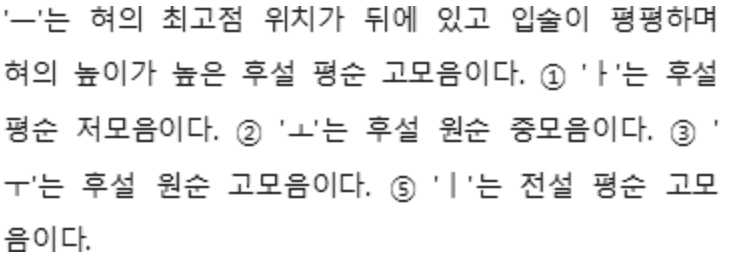 'ㅡ'는 혀의 최고점 위치가 뒤에 있고 입술이 평평하며
혀의 높이가 높은 후설 평순 고모음이다. ① 'ㅏ'는 후설
평순 저모음이다. ② 'ㅗ'는 후설 원순 중모음이다. ③ '
ㅜ'는 후설 원순 고모음이다. ⑤ 'ㅣ'는 전설 평순 고모
음이다.